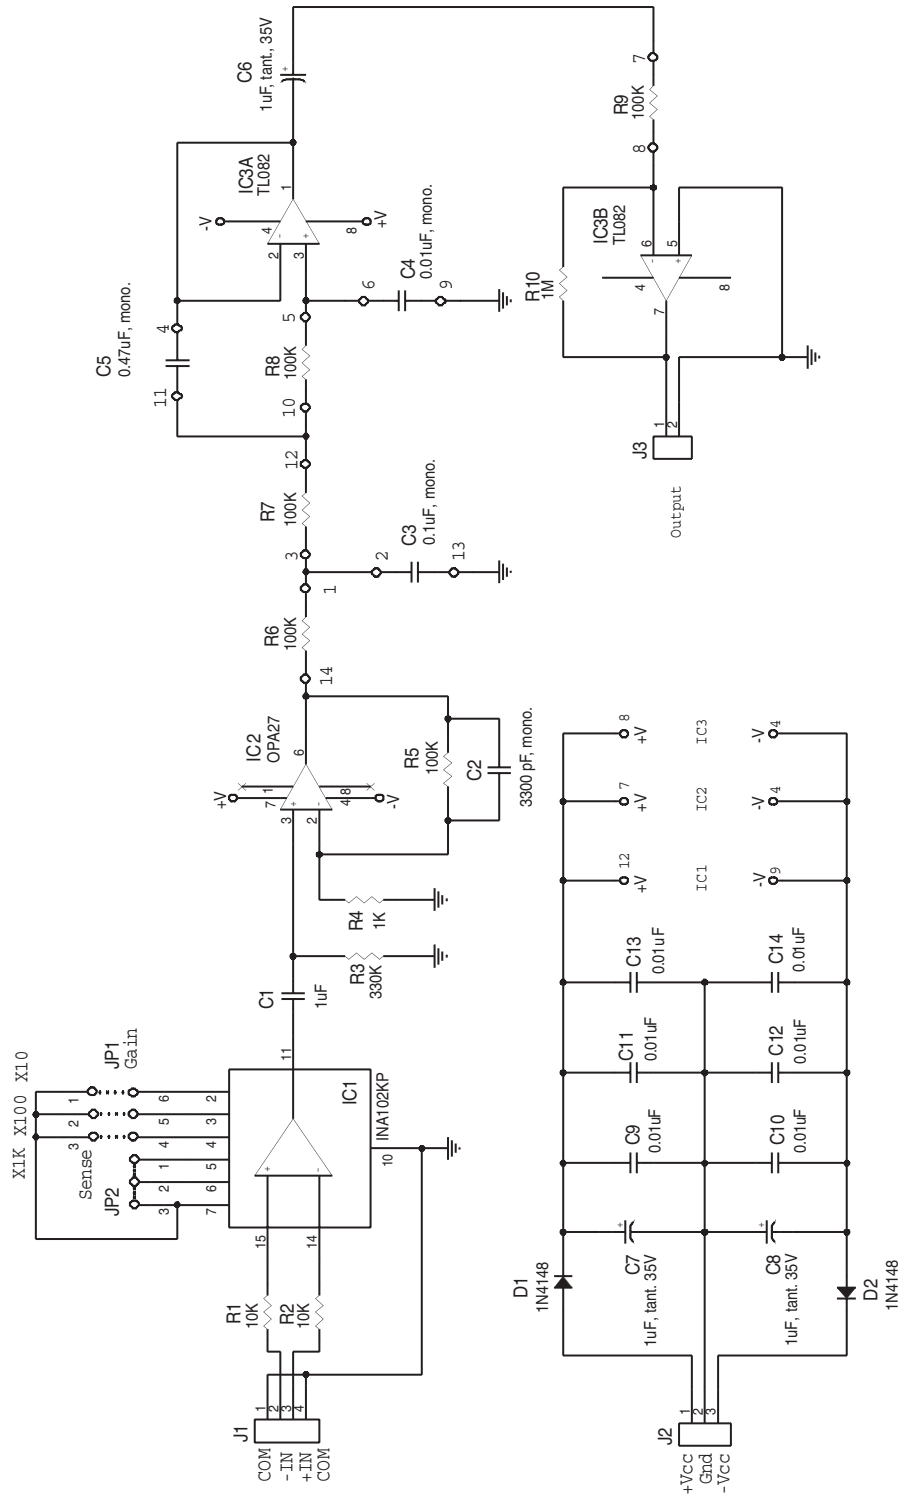 X1K X100 X10
JP1
Gain
Sense
JP2
3
2
1
3
2
1
4
5
6
7
6
5
4
3
2
J1
COM
-IN
+IN
COM
1
2
3
4
R1
10K
R2
10K
15
14
IC1
INA102KP
10
11
C1
1uF
R3
330K
R4
1K
IC2
OPA27
+V
-V
7
1
3
2
6
4
8
R5
100K
C2
3300 pF, mono.
14
R6
100K
1
3
2
C3
0.1uF, mono.
13
R7
100K
12
10
R8
100K
5
11
C5
0.47uF, mono.
4
6
C4
0.01uF, mono.
9
IC3A
TL082
-V
4
2
3
1
8
+V
-
+
C6
1uF, tant., 35V
+
7
R9
100K
8
IC3B
TL082
6
5
4
8
7
-
+
R10
1M
J3
1
2
Output
J2
+Vcc
Gnd
-Vcc
1
2
3
D1
1N4148
D2
1N4148
C7
1uF, tant. 35V
+
C8
1uF, tant. 35V
+
C9
0.01uF
C10
0.01uF
C11
0.01uF
C12
0.01uF
C13
0.01uF
C14
0.01uF
12
+V
IC1
-V
9
7
+V
IC2
-V
4
8
+V
IC3
-V
4